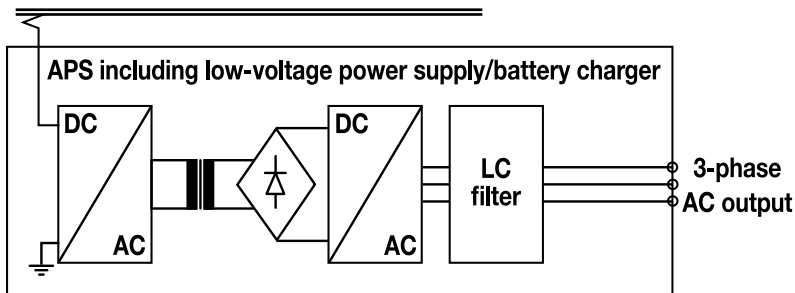 APS including low-voltage power supply/battery charger
DC
AC
DC
AC
LC
filter
3-phase
AC output